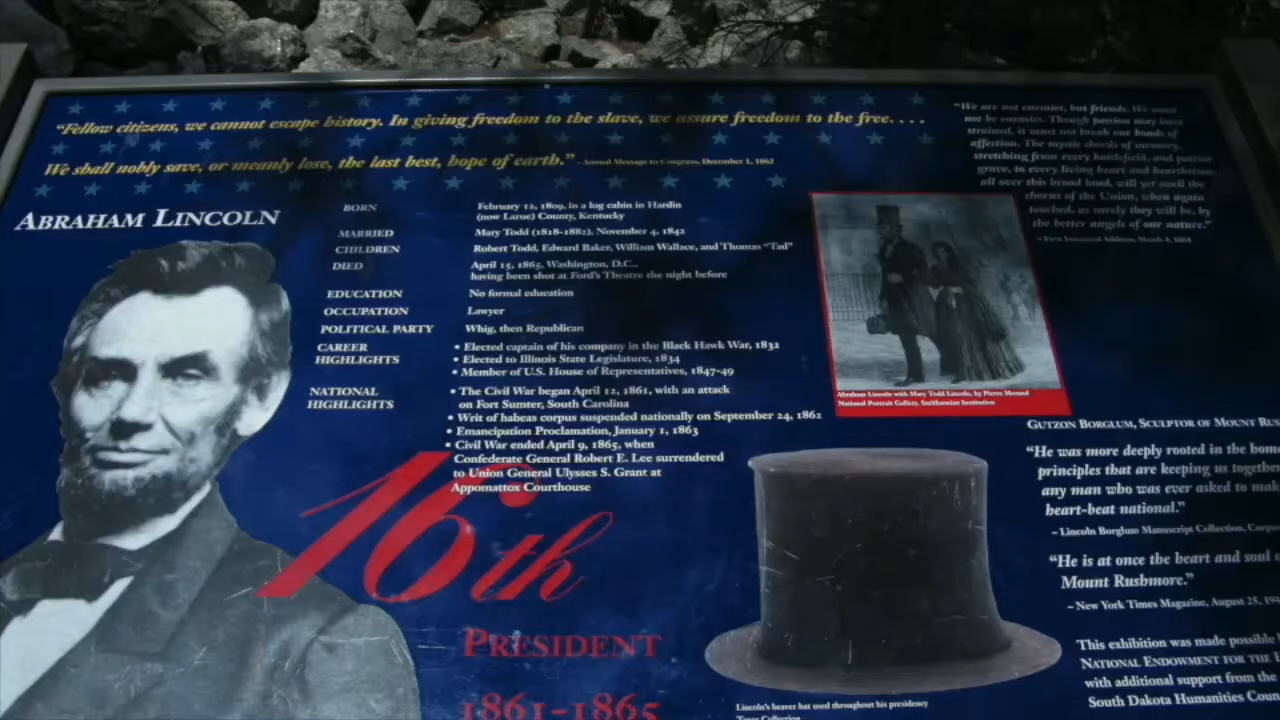 “Fellow citizens, we cannot escape history. In giving freedom to the slave, we assure freedom to the free. . . .
We shall nobly save, or meanly lose, the last best, hope of earth.” - Annual Message to Congress, December 1, 1862
“We are not enemies, but friends. We must
not be enemies. Though passion may have
strained, it must not break our bonds of
affection. The mystic chords of memory,
stretching from every battlefield, and patriot
grave, to every living heart and hearthstone,
all over this broad land, will yet swell the
chorus of the Union, when again
touched, as surely they will be, by
the better angels of our nature.”
- First Inaugural Address, March 4, 1861
ABRAHAM LINCOLN
BORN February 12, 1809, in a log cabin in Hardin
(now Larue) County, Kentucky
MARRIED Mary Todd (1818-1882), November 4, 1842
CHILDREN Robert Todd, Edward Baker, William Wallace, and Thomas “Tad”
DIED April 15, 1865, Washington, D.C.,
having been shot at Ford's Theatre the night before
EDUCATION No formal education
OCCUPATION Lawyer
POLITICAL PARTY Whig, then Republican
CAREER HIGHLIGHTS • Elected captain of his company in the Black Hawk War, 1832
• Elected to Illinois State Legislature, 1834
• Member of U.S. House of Representatives, 1847-49
NATIONAL HIGHLIGHTS • The Civil War began April 12, 1861, with an attack
on Fort Sumter, South Carolina
• Writ of habeas corpus suspended nationally on September 24, 1862
• Emancipation Proclamation, January 1, 1863
• Civil War ended April 9, 1865, when
Confederate General Robert E. Lee surrendered
to Union General Ulysses S. Grant at
Appomattox Courthouse
16th
PRESIDENT
1861-1865
Abraham Lincoln with Mary Todd Lincoln, by Pierre Morand
National Portrait Gallery, Smithsonian Institution
Lincoln's beaver hat used throughout his presidency
Collection
GUTZON BORGLUM, SCULPTOR OF MOUNT
“He was more deeply rooted in the
principles that are keeping us together
any man who was ever asked to
heart-beat national.”
- Lincoln Borglum Manuscript Collection,
“He is at once the heart and soul
Mount Rushmore.”
- New York Times Magazine, August 25,
This exhibition was made possible
NATIONAL ENDOWMENT FOR THE
with additional support from the
South Dakota Humanities